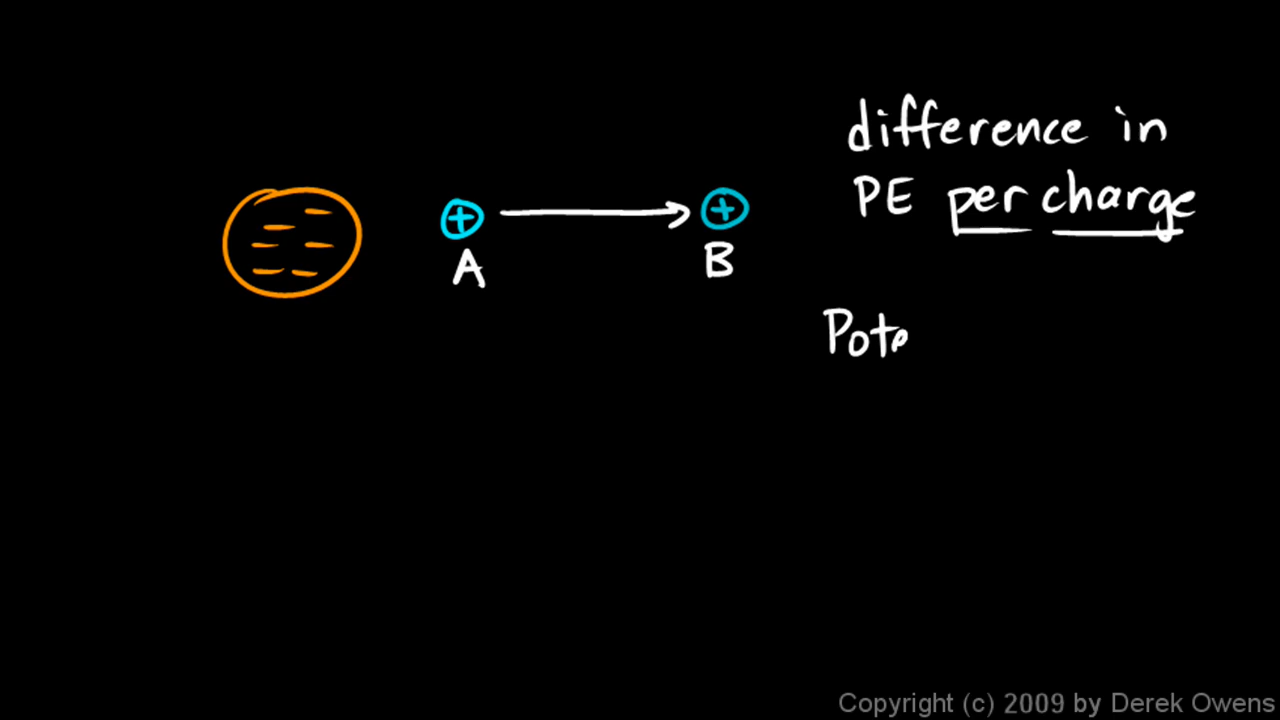 difference in
PE per charge
A
B
Pote
Copyright (c) 2009 by Derek Owens